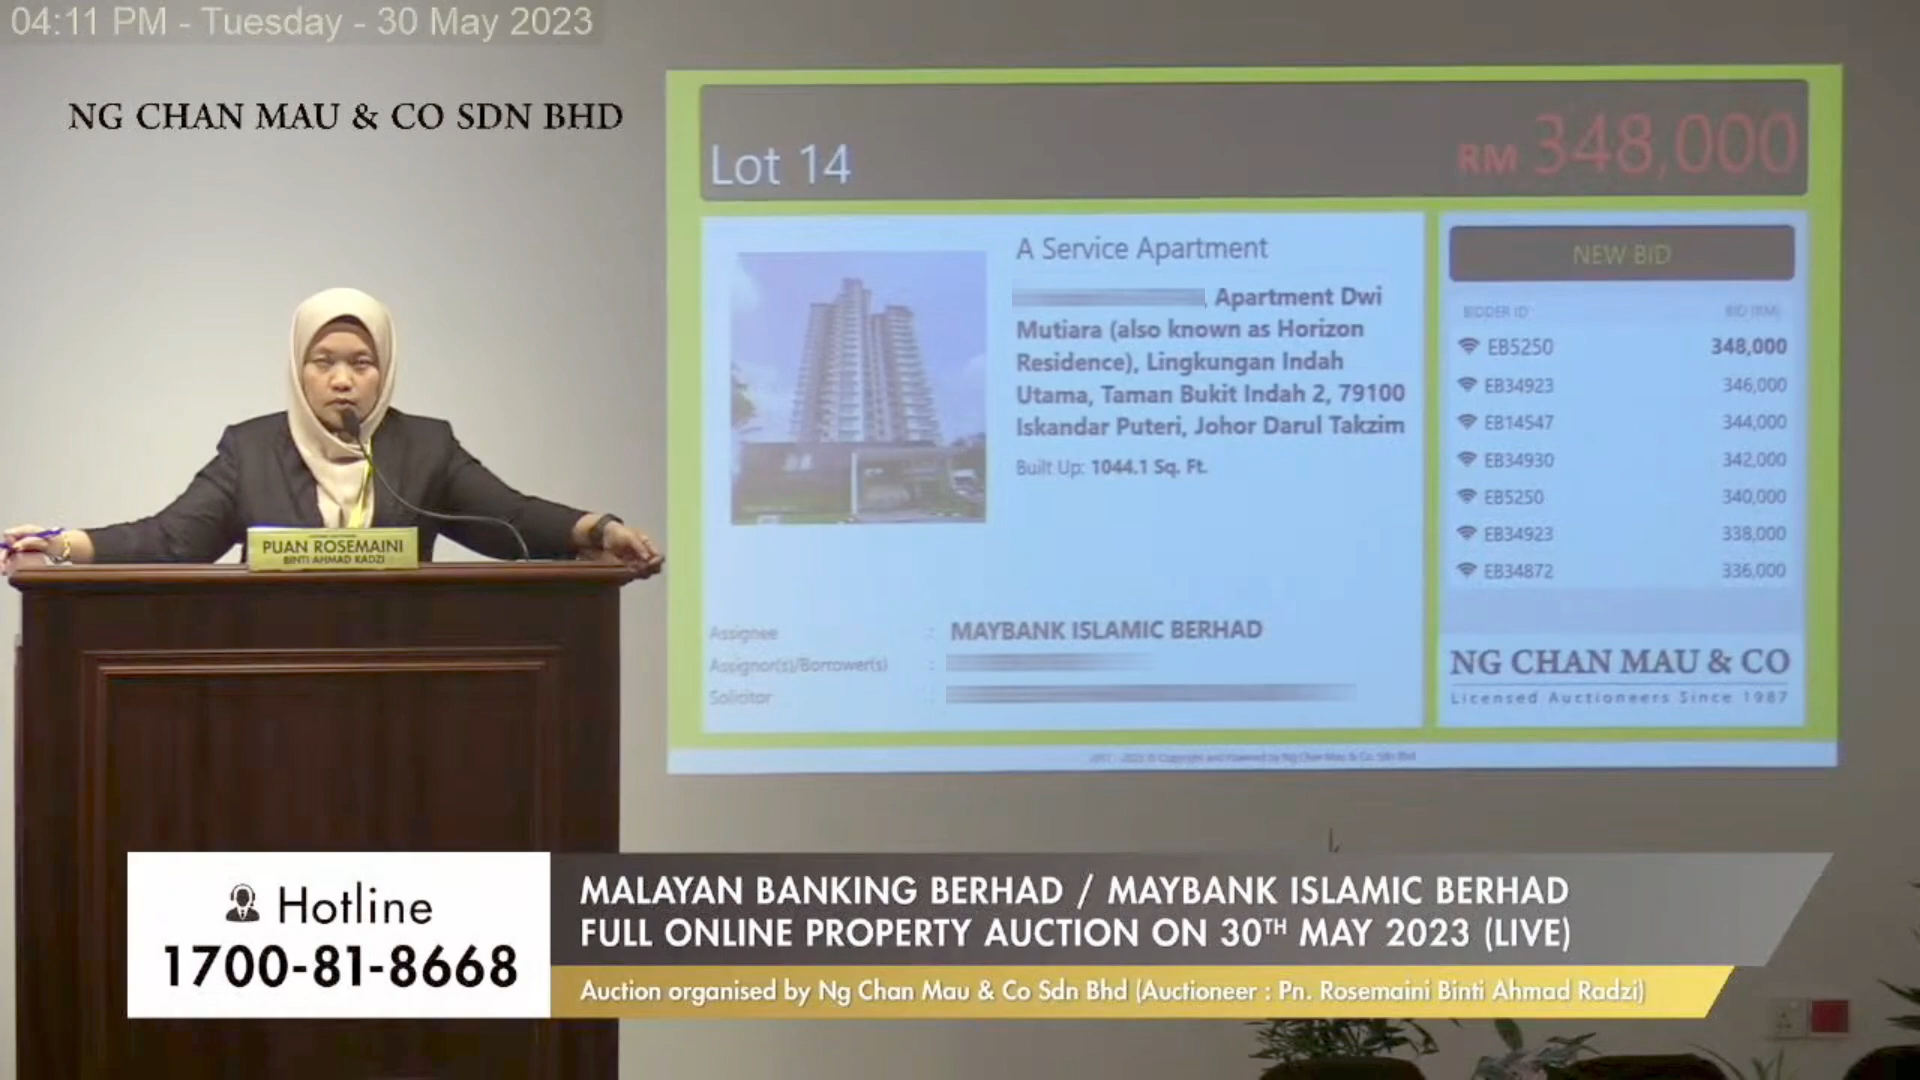 04:11 PM - Tuesday - 30 May 2023
NG CHAN MAU & CO SDN BHD
Lot 14
RM 348,000
A Service Apartment
, Apartment Dwi
Mutiara (also known as Horizon
Residence), Lingkungan Indah
Utama, Taman Bukit Indah 2, 79100
Iskandar Puteri, Johor Darul Takzim
Built Up: 1044.1 Sq. Ft.
Assignee : MAYBANK ISLAMIC BERHAD
Assignor(s)/Borrower(s) :
Solicitor :
NEW BID
BIDDER ID BID (RM)
EB5250 348,000
EB34923 346,000
EB14547 344,000
EB34930 342,000
EB5250 340,000
EB34923 338,000
EB34872 336,000
NG CHAN MAU & CO
Licensed Auctioneers Since 1987
PUAN ROSEMAINI
BINTI AHMAD RADZI
Hotline
1700-81-8668
MALAYAN BANKING BERHAD / MAYBANK ISLAMIC BERHAD
FULL ONLINE PROPERTY AUCTION ON 30TH MAY 2023 (LIVE)
Auction organised by Ng Chan Mau & Co Sdn Bhd (Auctioneer : Pn. Rosemaini Binti Ahmad Radzi)